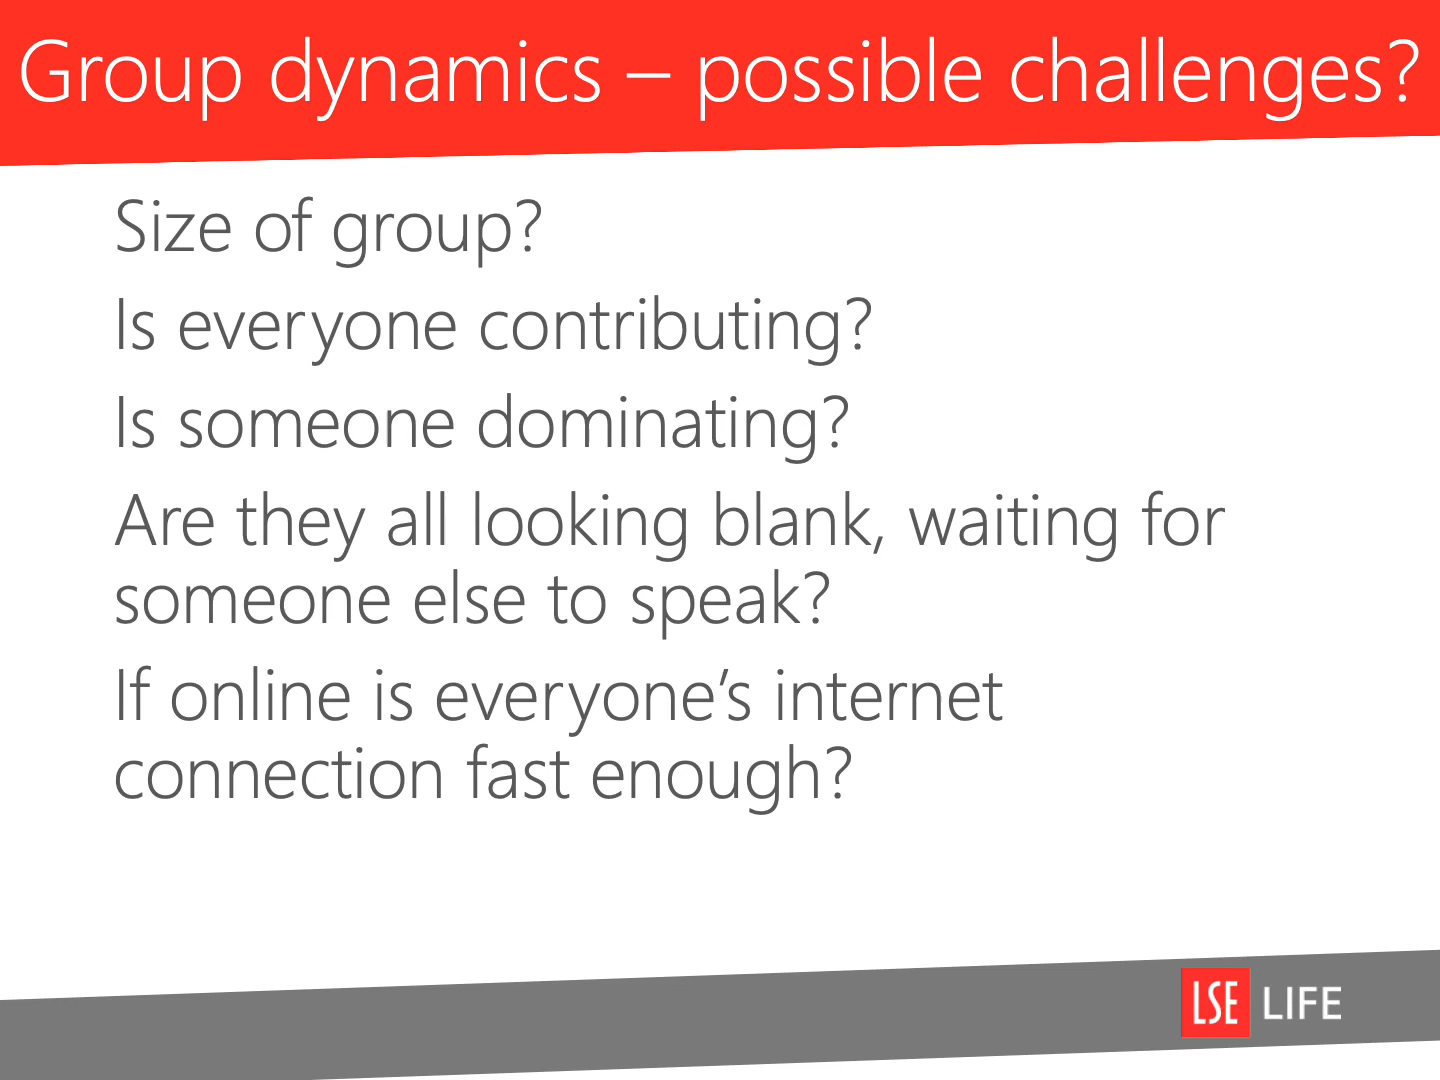 Group dynamics – possible challenges?
Size of group?
Is everyone contributing?
Is someone dominating?
Are they all looking blank, waiting for
someone else to speak?
If online is everyone’s internet
connection fast enough?
LSE LIFE